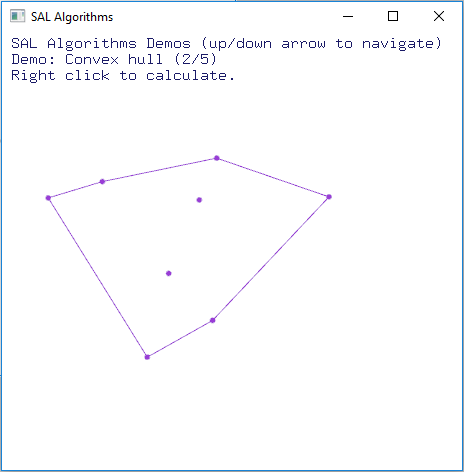 SAL Algorithms
SAL Algorithms Demos (up/down arrow to navigate)
Demo: Convex hull (2/5)
Right click to calculate.